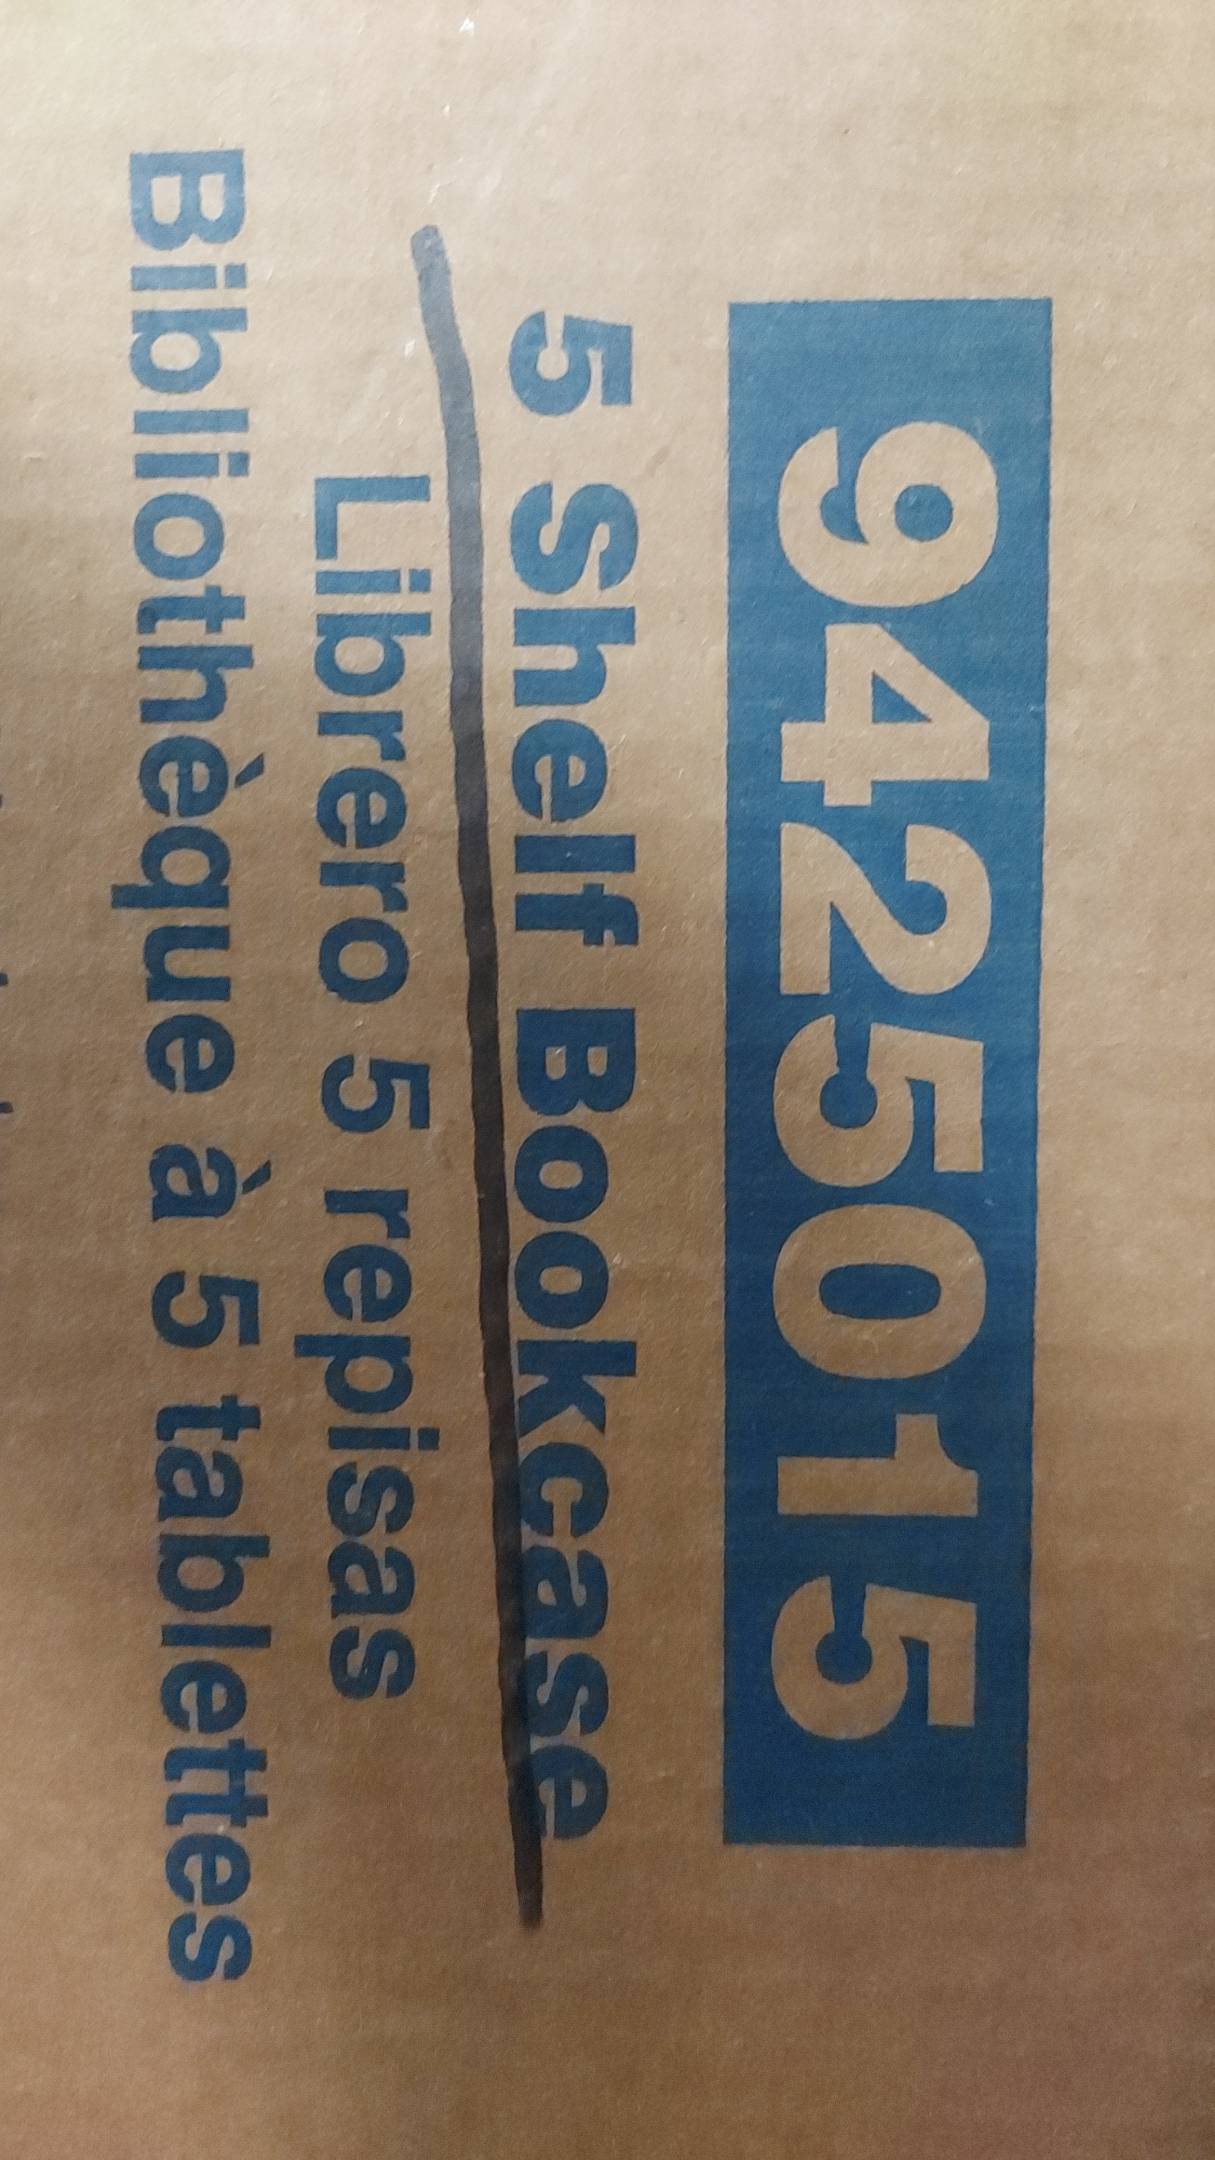 9425015
5 Shelf Bookcase
Librero 5 repisas
Bibliothèque à 5 tablettes